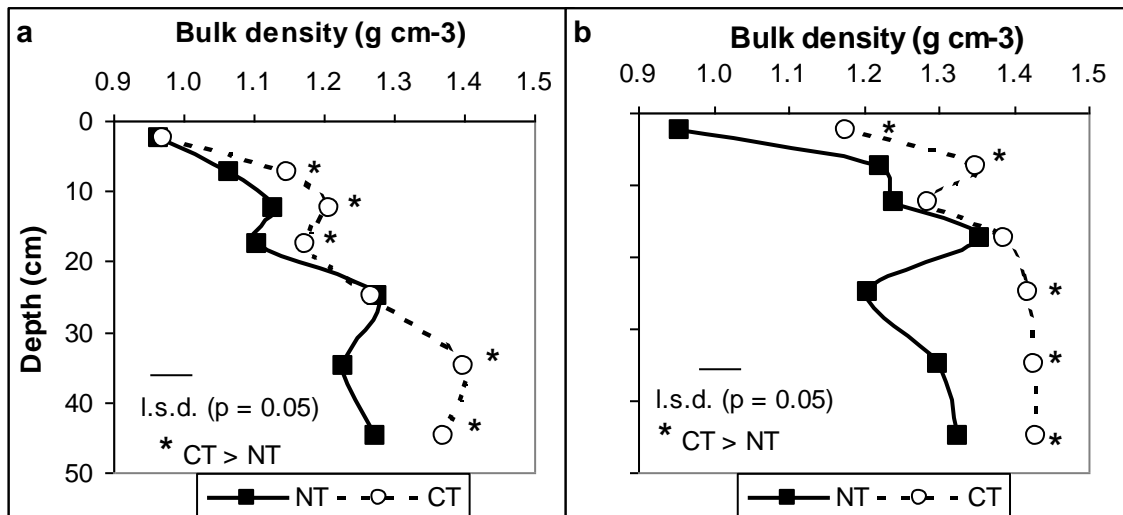 a
Bulk density (g cm-3)
0.9 1.0 1.1 1.2 1.3 1.4 1.5
0
10
20
30
40
50
Depth (cm)
*
*
*
*
*
l.s.d. (p = 0.05)
* CT > NT
NT CT
b
Bulk density (g cm-3)
0.9 1.0 1.1 1.2 1.3 1.4 1.5
*
*
*
*
*
l.s.d. (p = 0.05)
* CT > NT
NT CT